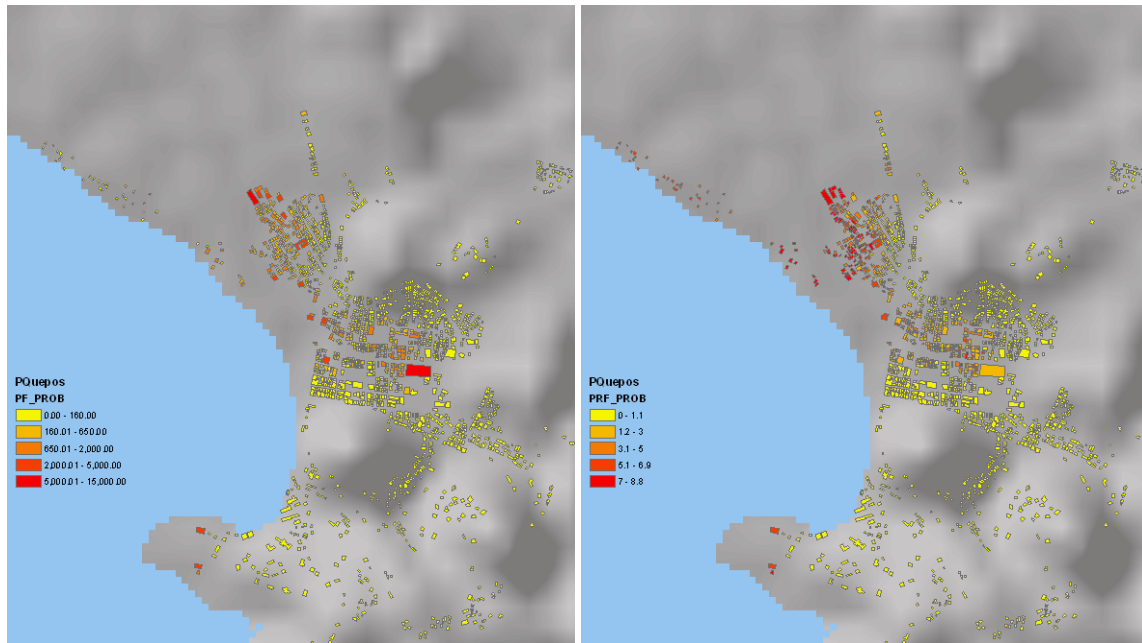 PQuepos
PF_PROB
0.00 - 160.00
160.01 - 650.00
650.01 - 2,000.00
2,000.01 - 5,000.00
5,000.01 - 15,000.00
PQuepos
PRF_PROB
0 - 1.1
1.2 - 3
3.1 - 5
5.1 - 6.9
7 - 8.8